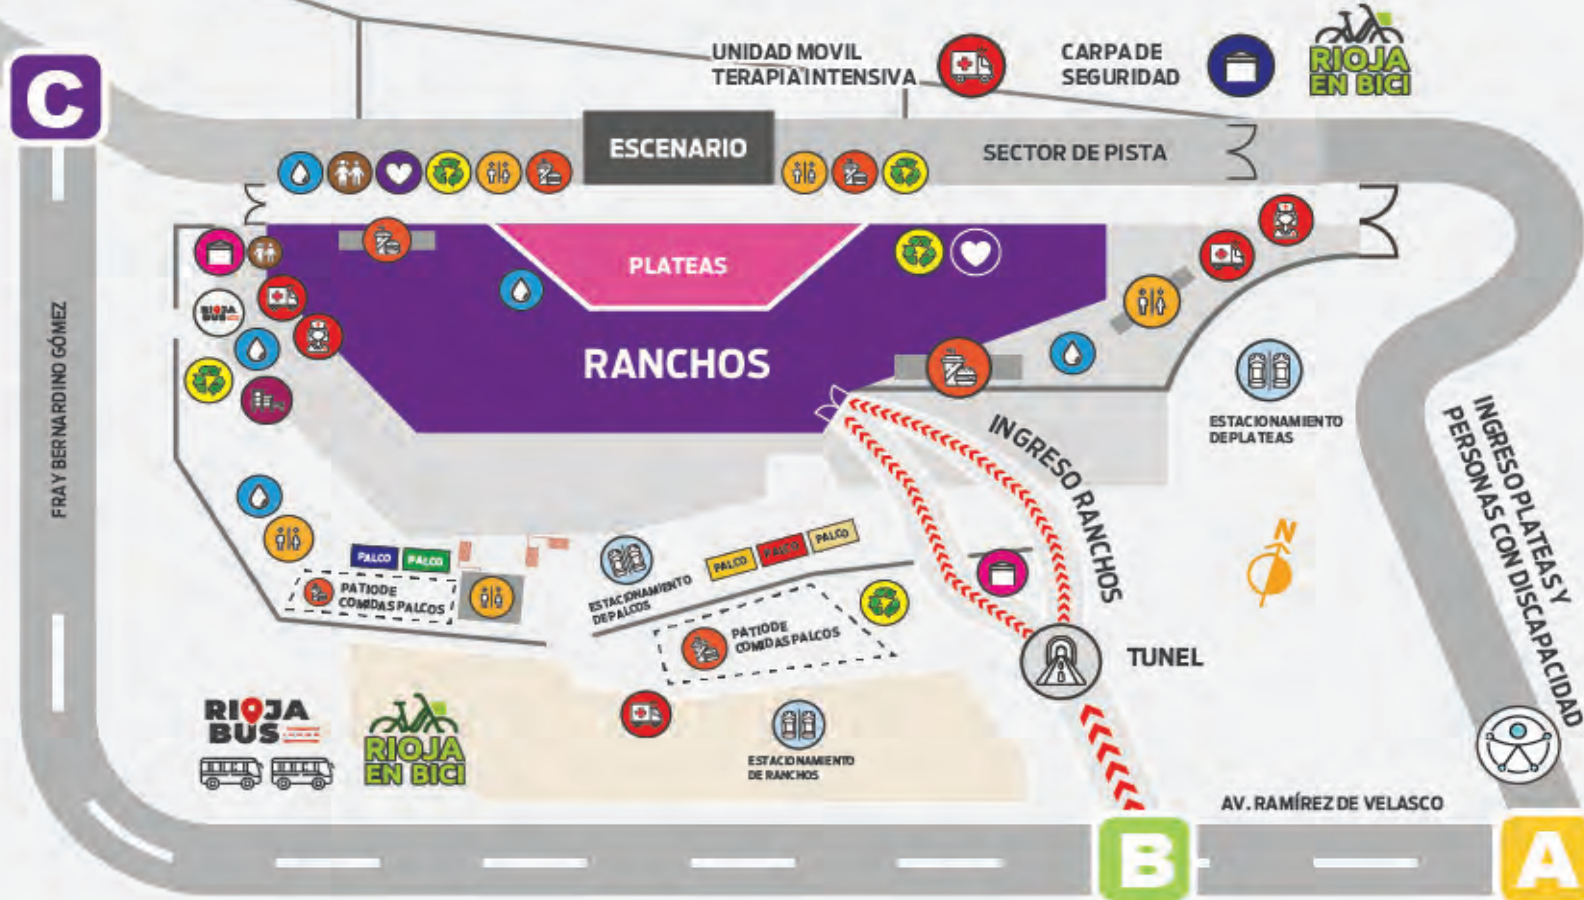 UNIDAD MOVIL
TERAPIA INTENSIVA
CARPA DE
SEGURIDAD
RIOJA
EN BICI
C
ESCENARIO
SECTOR DE PISTA
PLATEAS
RANCHOS
RIOJA
BUS
FRAY BERNARDINO GÓMEZ
ESTACIONAMIENTO
DE PLATEAS
INGRESO RANCHOS
INGRESO PLATEAS Y
PERSONAS CON DISCAPACIDAD
N
PALCO
PALCO
PATIO DE
COMIDAS PALCOS
ESTACIONAMIENTO
DE PALCOS
PALCO
PALCO
PALCO
PATIO DE
COMIDAS PALCOS
TUNEL
RIOJA
BUS
RIOJA
EN BICI
ESTACIONAMIENTO
DE RANCHOS
AV. RAMÍREZ DE VELASCO
B
A